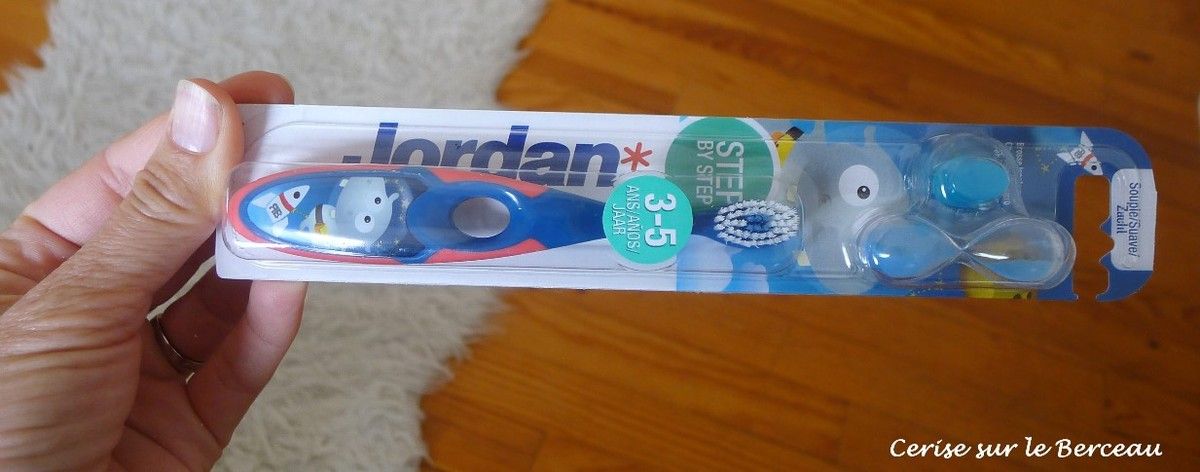 Jordan*
STEP
BY STEP
3-5
ANS/AÑOS/
JAAR
Souple/Suave/
Zacht
Cerise sur le Berceau